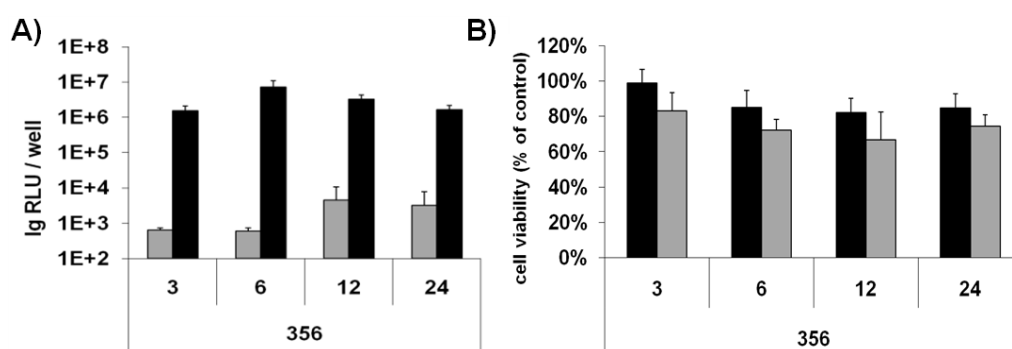 A)
lg RLU / well
1E+8
1E+7
1E+6
1E+5
1E+4
1E+3
1E+2
3 6 12 24
356
B)
cell viability (% of control)
120%
100%
80%
60%
40%
20%
0%
3 6 12 24
356